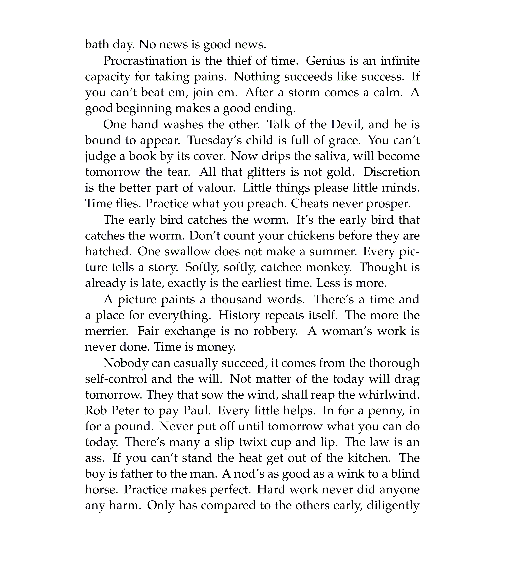 bath day. No news is good news.
Procrastination is the thief of time. Genius is an infinite
capacity for taking pains. Nothing succeeds like success. If
you can't beat em, join em. After a storm comes a calm. A
good beginning makes a good ending.
One hand washes the other. Talk of the Devil, and he is
bound to appear. Tuesday's child is full of grace. You can't
judge a book by its cover. Now drips the saliva, will become
tomorrow the tear. All that glitters is not gold. Discretion
is the better part of valour. Little things please little minds.
Time flies. Practice what you preach. Cheats never prosper.
The early bird catches the worm. It's the early bird that
catches the worm. Don't count your chickens before they are
hatched. One swallow does not make a summer. Every pic-
ture tells a story. Softly, softly, catchee monkey. Thought is
already is late, exactly is the earliest time. Less is more.
A picture paints a thousand words. There's a time and
a place for everything. History repeats itself. The more the
merrier. Fair exchange is no robbery. A woman's work is
never done. Time is money.
Nobody can casually succeed, it comes from the thorough
self-control and the will. Not matter of the today will drag
tomorrow. They that sow the wind, shall reap the whirlwind.
Rob Peter to pay Paul. Every little helps. In for a penny, in
for a pound. Never put off until tomorrow what you can do
today. There's many a slip twixt cup and lip. The law is an
ass. If you can't stand the heat get out of the kitchen. The
boy is father to the man. A nod's as good as a wink to a blind
horse. Practice makes perfect. Hard work never did anyone
any harm. Only has compared to the others early, diligently